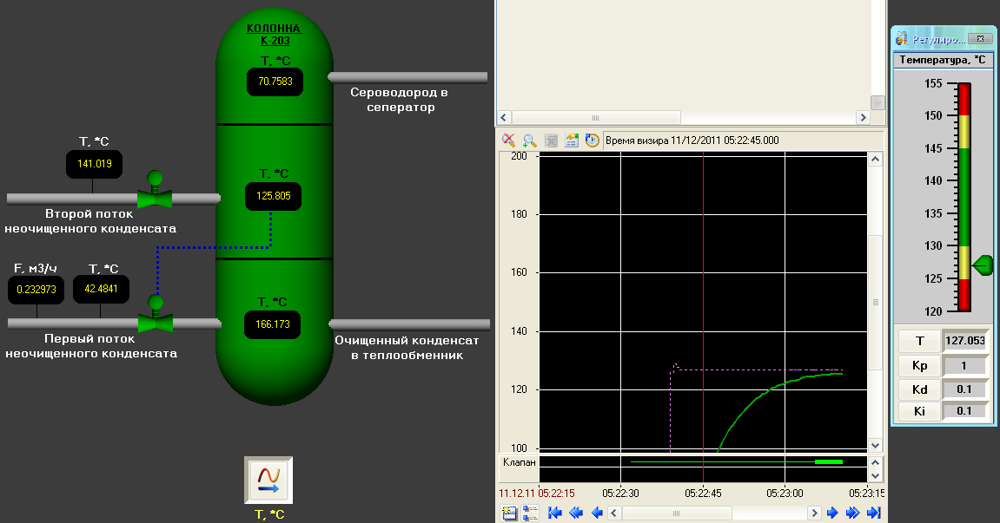 КОЛОННА
К-203
T, *C
70.7583
Сероводород в
сеператор
T, *C
141.019
T, *C
125.805
Второй поток
неочищенного конденсата
F, м3/ч
T, *C
0.232973
42.4841
T, *C
166.173
Первый поток
неочищенного конденсата
Очищенный конденсат
в теплообменник
T, *C
Время визира 11/12/2011 05:22:45.000
200
180
160
140
120
100
Клапан
11.12.11 05:22:15
05:22:30
05:22:45
05:23:00
05:23:15
Регулиро...
Температура, *C
155
150
145
140
135
130
125
120
T
127.053
Kp
1
Kd
0.1
Ki
0.1